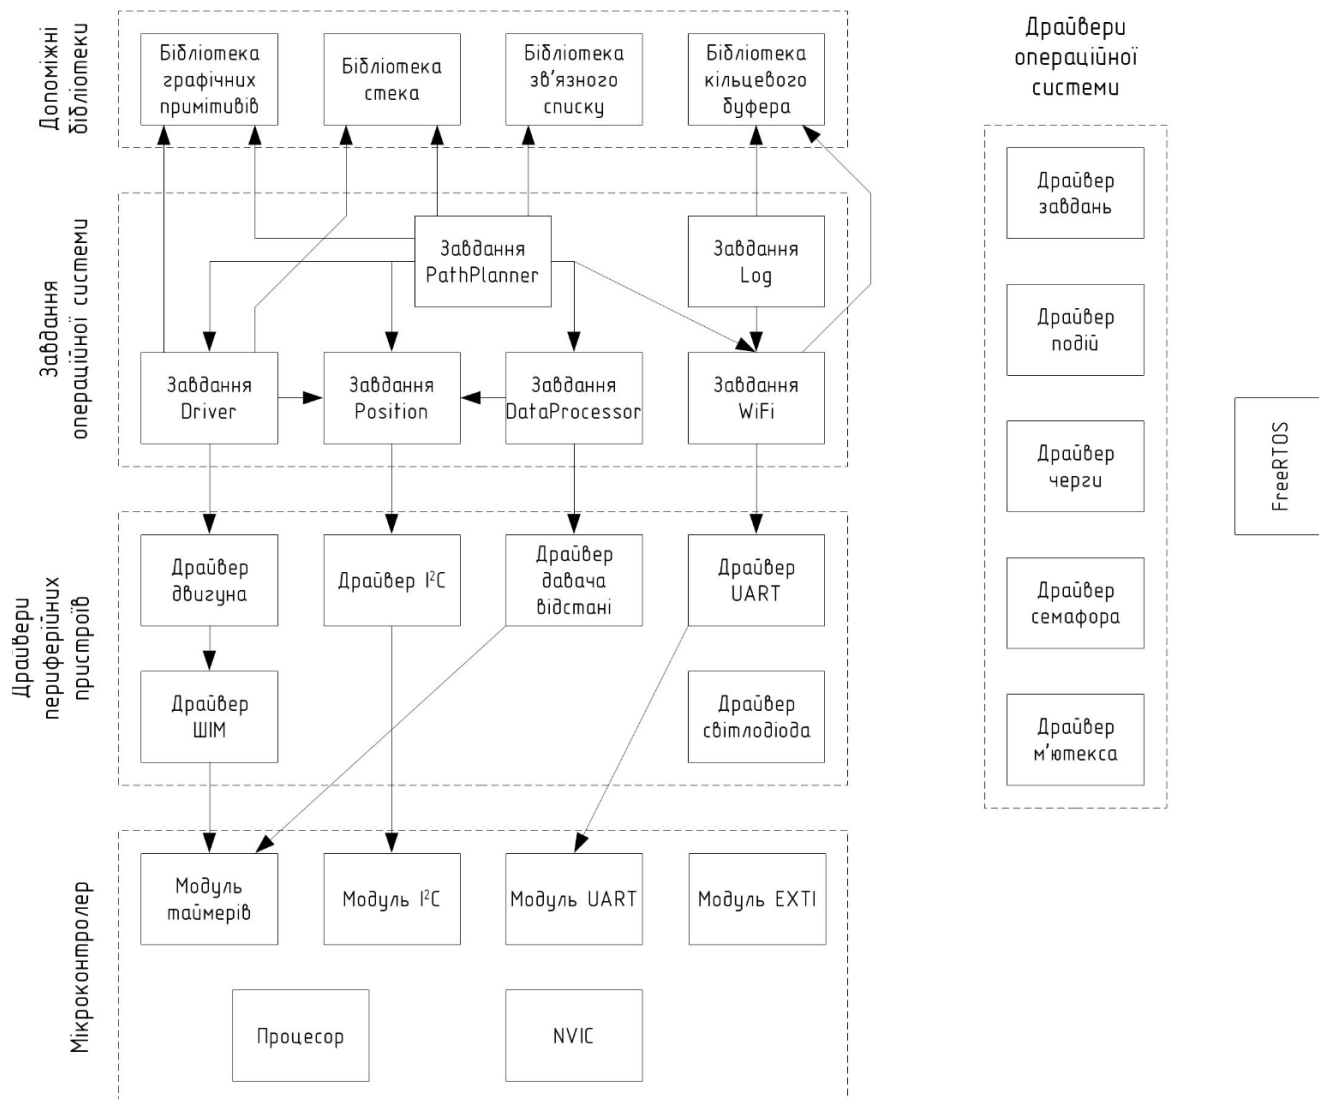 Допоміжні
бібліотеки
Бібліотека
графічних
примітивів
Бібліотека
стека
Бібліотека
зв'язного
списку
Бібліотека
кільцевого
буфера
Завдання
операційної системи
Завдання
PathPlanner
Завдання
Log
Завдання
Driver
Завдання
Position
Завдання
DataProcessor
Завдання
WiFi
Драйвери
периферійних
пристроїв
Драйвер
двигуна
Драйвер I²C
Драйвер
давача
відстані
Драйвер
UART
Драйвер
ШІМ
Драйвер
світлодіода
Мікроконтролер
Модуль
таймерів
Модуль I²C
Модуль UART
Модуль EXTI
Процесор
NVIC
Драйвери
операційної
системи
Драйвер
завдань
Драйвер
подій
Драйвер
черги
Драйвер
семафора
Драйвер
м'ютекса
FreeRTOS